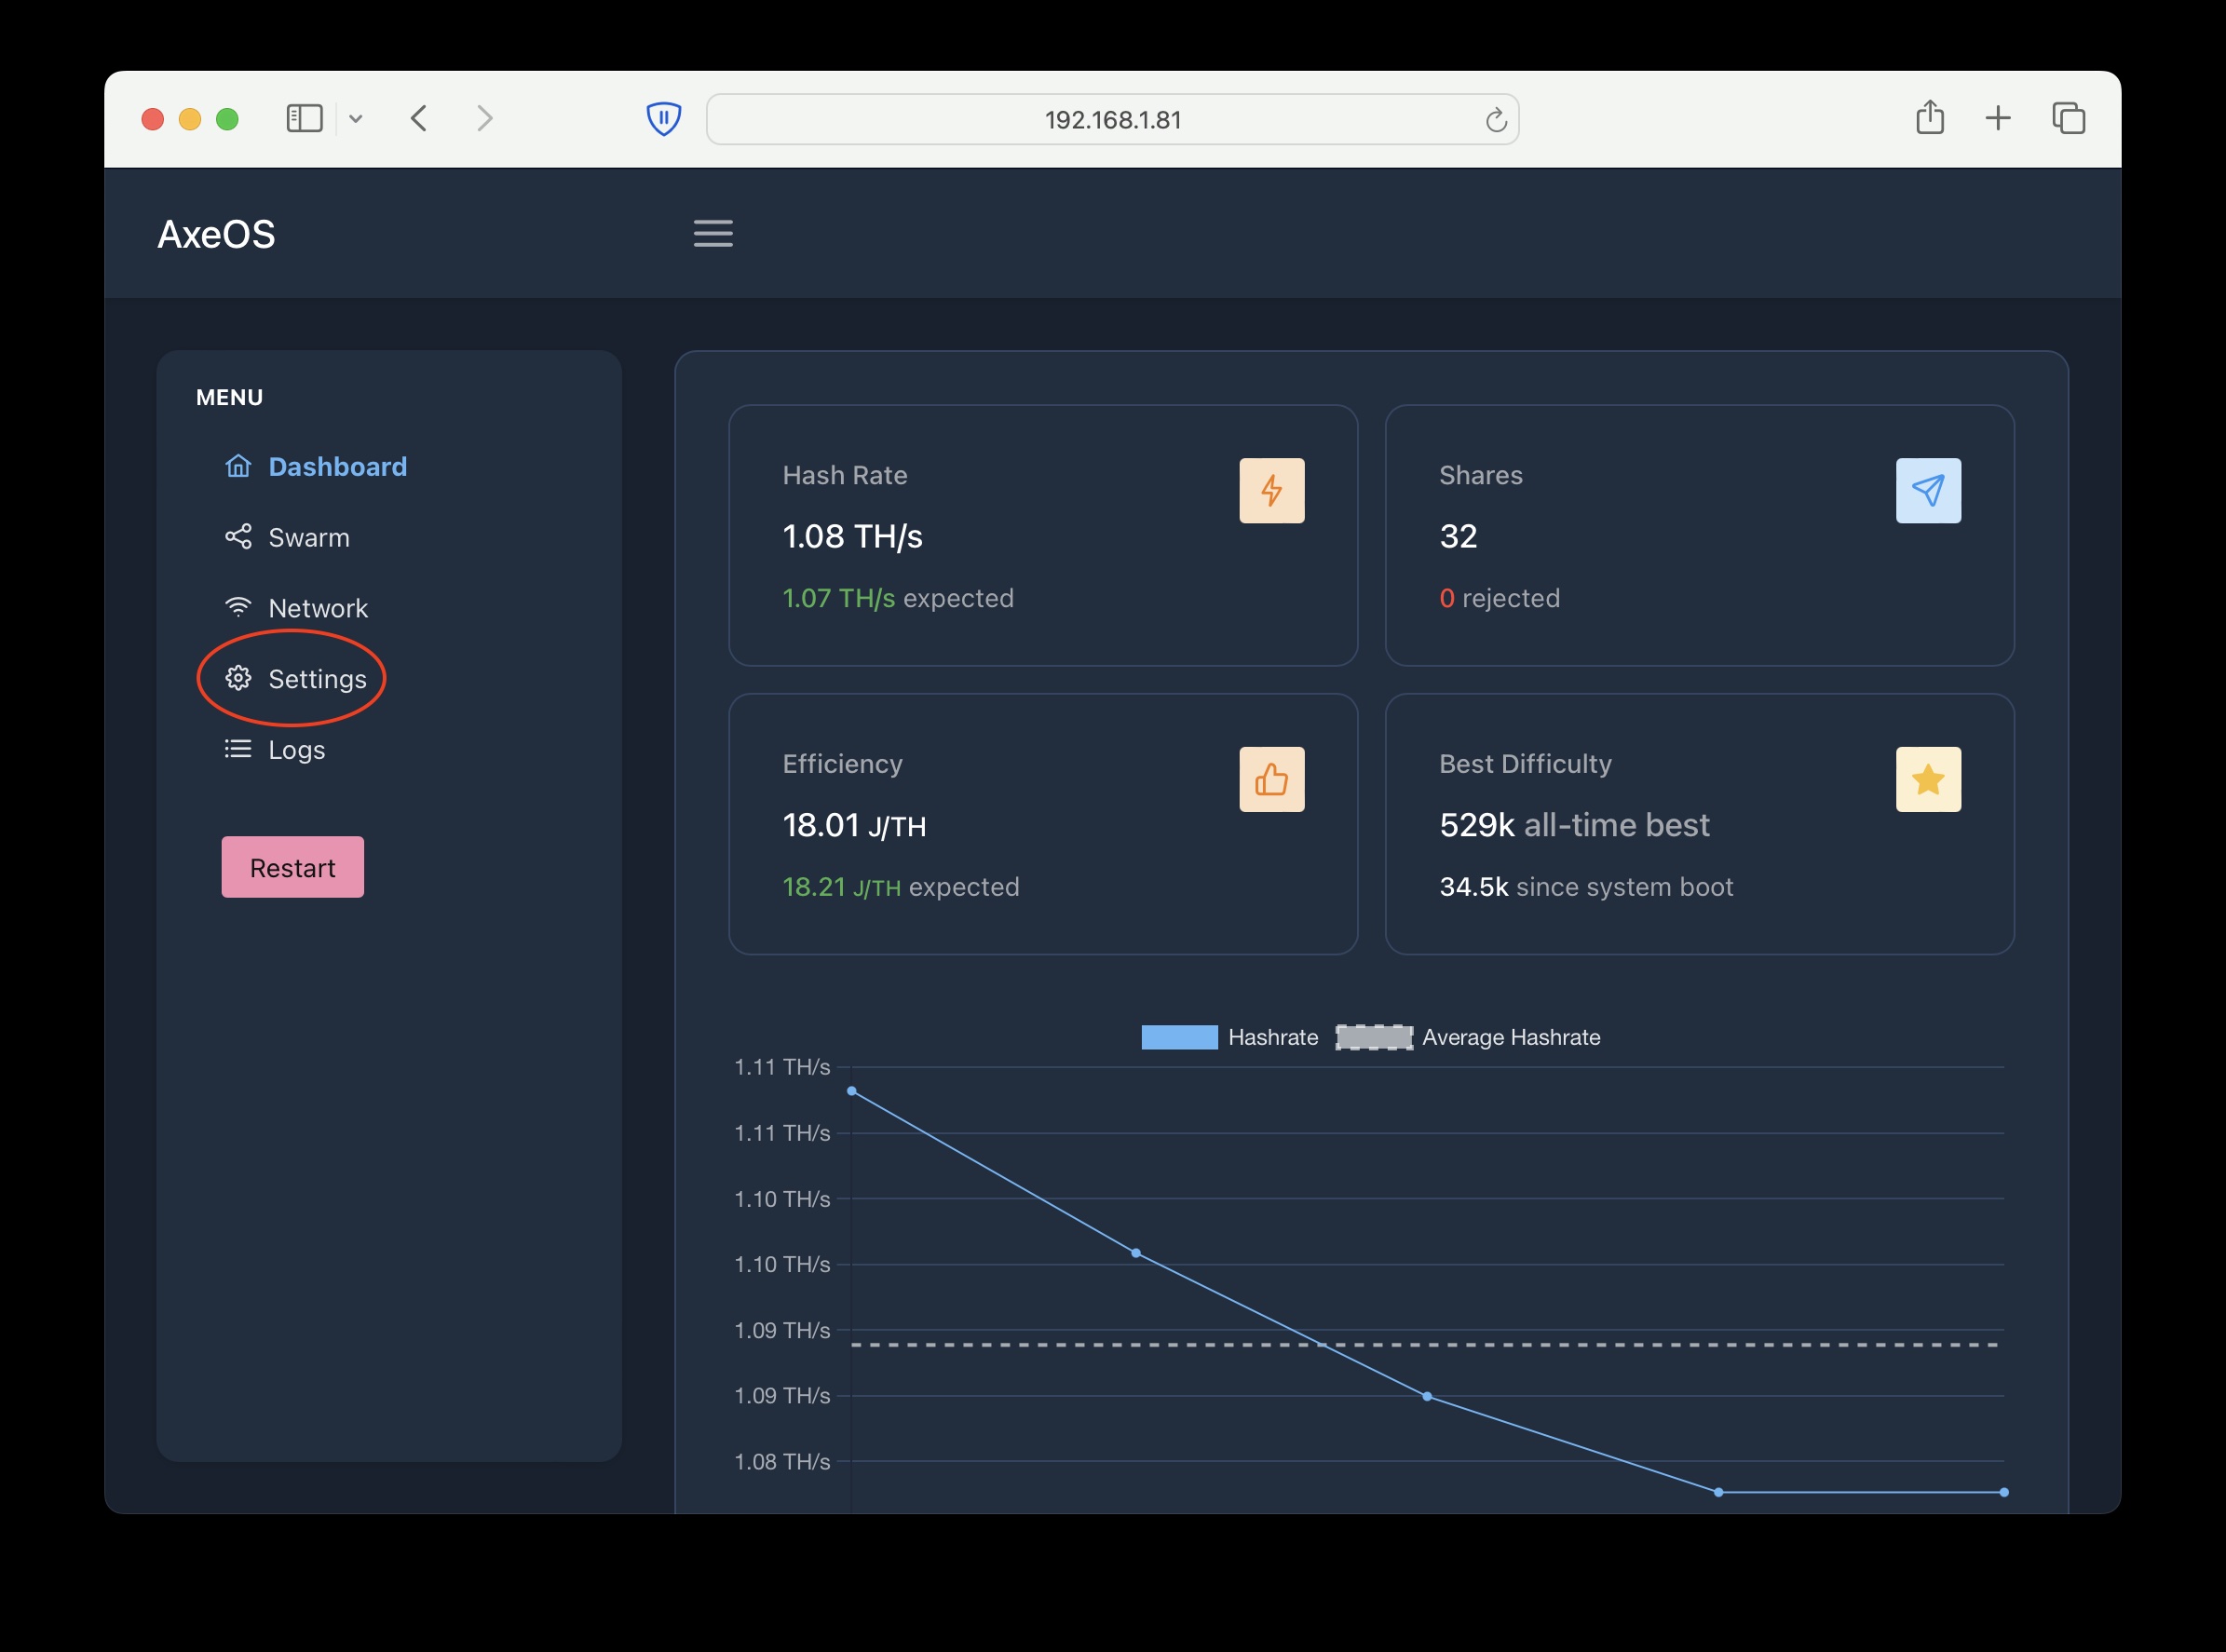 192.168.1.81
AxeOS
MENU
Dashboard
Swarm
Network
Settings
Logs
Restart
Hash Rate
1.08 TH/s
1.07 TH/s expected
Shares
32
0 rejected
Efficiency
18.01 J/TH
18.21 J/TH expected
Best Difficulty
529k all-time best
34.5k since system boot
Hashrate
Average Hashrate
1.11 TH/s
1.11 TH/s
1.10 TH/s
1.10 TH/s
1.09 TH/s
1.09 TH/s
1.08 TH/s